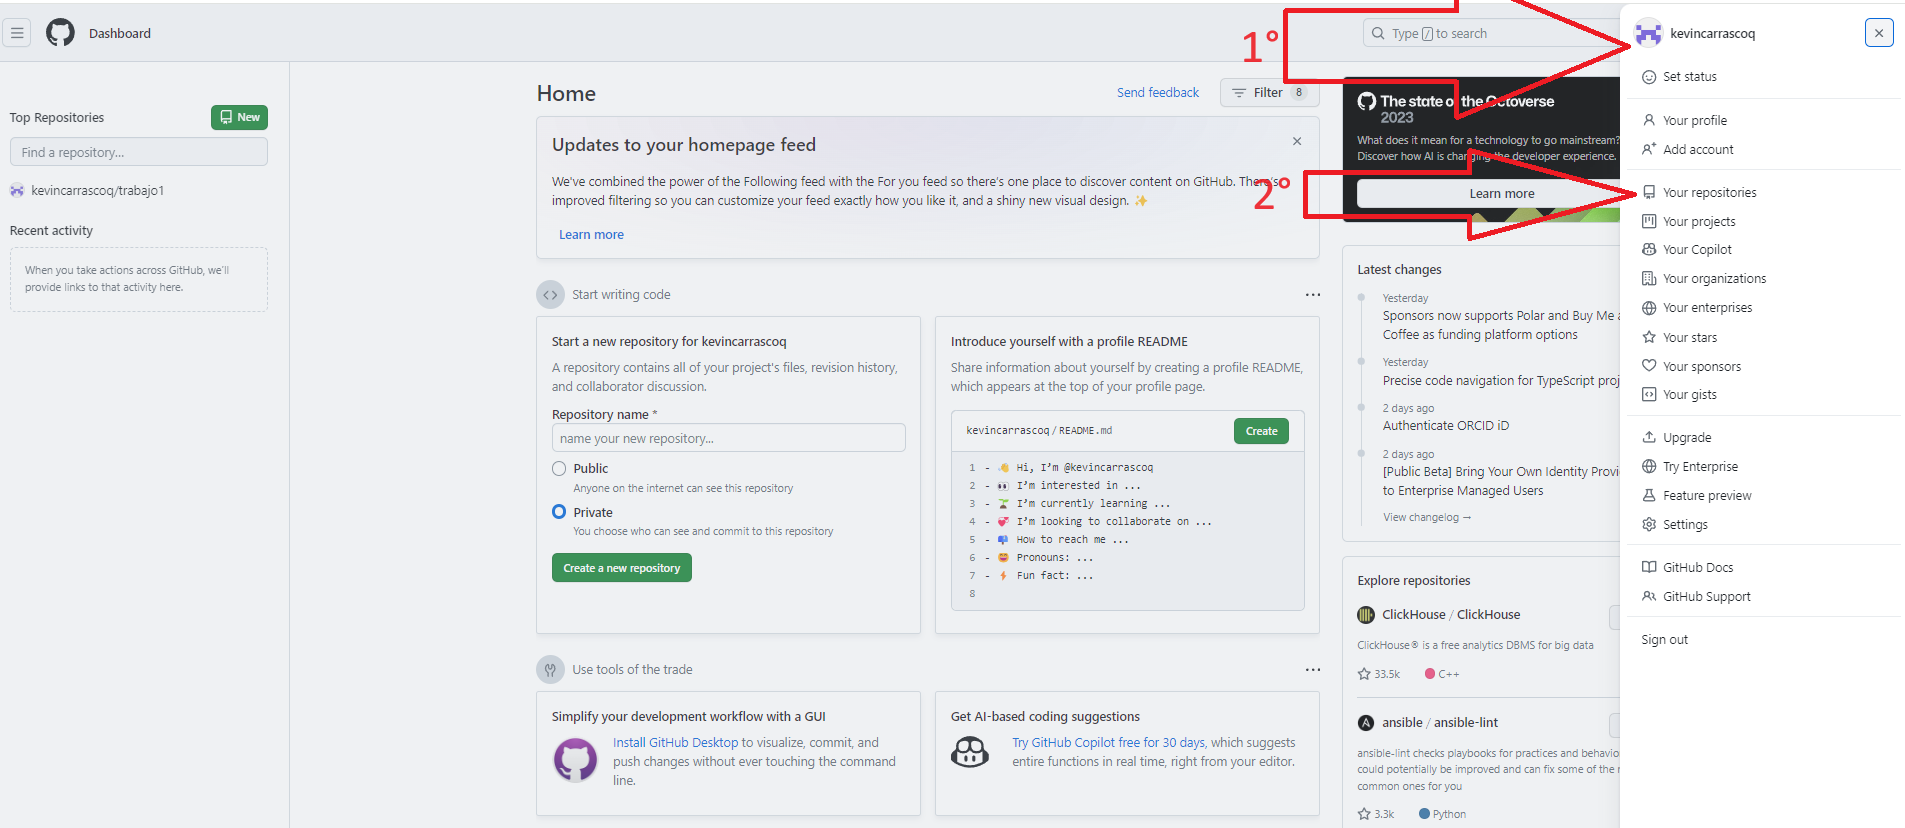 Dashboard
Type / to search
kevincarrascoq
1°
Set status
Your profile
Add account
Your repositories
Your projects
Your Copilot
Your organizations
Your enterprises
Your stars
Your sponsors
Your gists
Upgrade
Try Enterprise
Feature preview
Settings
GitHub Docs
GitHub Support
Sign out
Top Repositories
New
Find a repository...
kevincarrascoq/trabajo1
Recent activity
When you take actions across GitHub, we'll
provide links to that activity here.
Home
Send feedback
Filter 8
Updates to your homepage feed
We've combined the power of the Following feed with the For you feed so there's one place to discover content on GitHub. There's
improved filtering so you can customize your feed exactly how you like it, and a shiny new visual design. ✨
Learn more
2°
Start writing code
Start a new repository for kevincarrascoq
A repository contains all of your project's files, revision history,
and collaborator discussion.
Repository name *
name your new repository...
Public
Anyone on the internet can see this repository
Private
You choose who can see and commit to this repository
Create a new repository
Introduce yourself with a profile README
Share information about yourself by creating a profile README,
which appears at the top of your profile page.
kevincarrascoq/README.md
Create
1 - 👋 Hi, I'm @kevincarrascoq
2 - 👀 I'm interested in ...
3 - 🌱 I'm currently learning ...
4 - 💞️ I'm looking to collaborate on ...
5 - 📫 How to reach me ...
6 - 😄 Pronouns: ...
7 - ⚡ Fun fact: ...
8
Use tools of the trade
Simplify your development workflow with a GUI
Install GitHub Desktop to visualize, commit, and
push changes without ever touching the command
line.
Get AI-based coding suggestions
Try GitHub Copilot free for 30 days, which suggests
entire functions in real time, right from your editor.
The state of the Octoverse
2023
What does it mean for a technology to go mainstream?
Discover how AI is changing the developer experience.
Learn more
Latest changes
Yesterday
Sponsors now supports Polar and Buy Me a
Coffee as funding platform options
Yesterday
Precise code navigation for TypeScript proj
2 days ago
Authenticate ORCID iD
2 days ago
[Public Beta] Bring Your Own Identity Provi
to Enterprise Managed Users
View changelog →
Explore repositories
ClickHouse / ClickHouse
ClickHouse® is a free analytics DBMS for big data
33.5k C++
ansible / ansible-lint
ansible-lint checks playbooks for practices and behavio
could potentially be improved and can fix some of the
common ones for you
3.3k Python